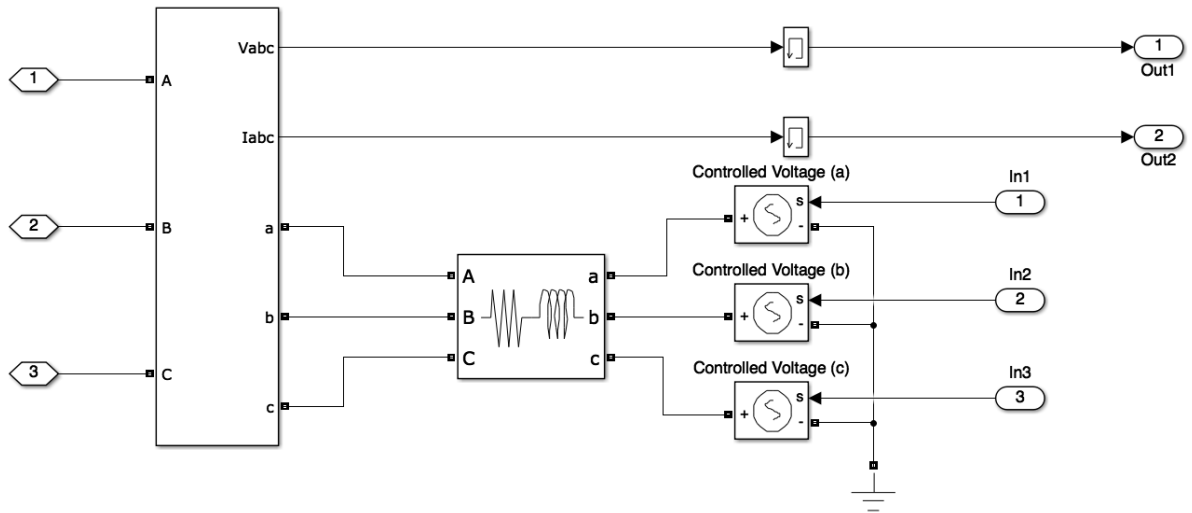 Vabc
1
Out1
1
A
Iabc
2
Out2
Controlled Voltage (a)
In1
s
1
+
-
2
B
a
A
a
Controlled Voltage (b)
In2
s
2
b
B
b
+
-
C
c
Controlled Voltage (c)
In3
3
C
s
3
c
+
-